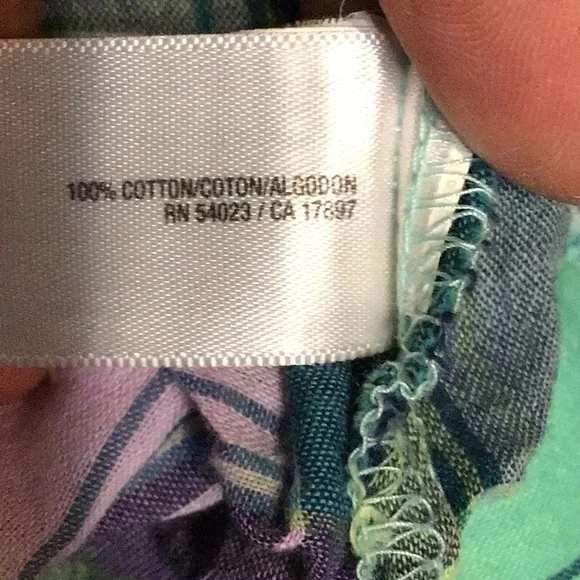 100% COTTON/COTON/ALGODON
RN 54023 / CA 17897